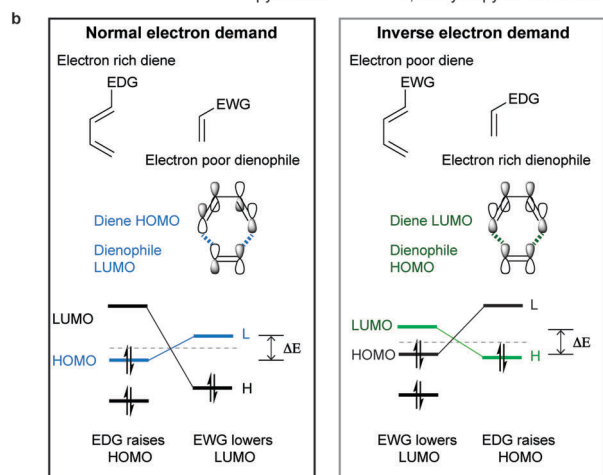 b
Normal electron demand
Electron rich diene
EDG
EWG
Electron poor dienophile
Diene HOMO
Dienophile
LUMO
LUMO
L
HOMO
ΔE
H
EDG raises
HOMO
EWG lowers
LUMO
Inverse electron demand
Electron poor diene
EWG
EDG
Electron rich dienophile
Diene LUMO
Dienophile
HOMO
L
LUMO
ΔE
HOMO
H
EWG lowers
LUMO
EDG raises
HOMO